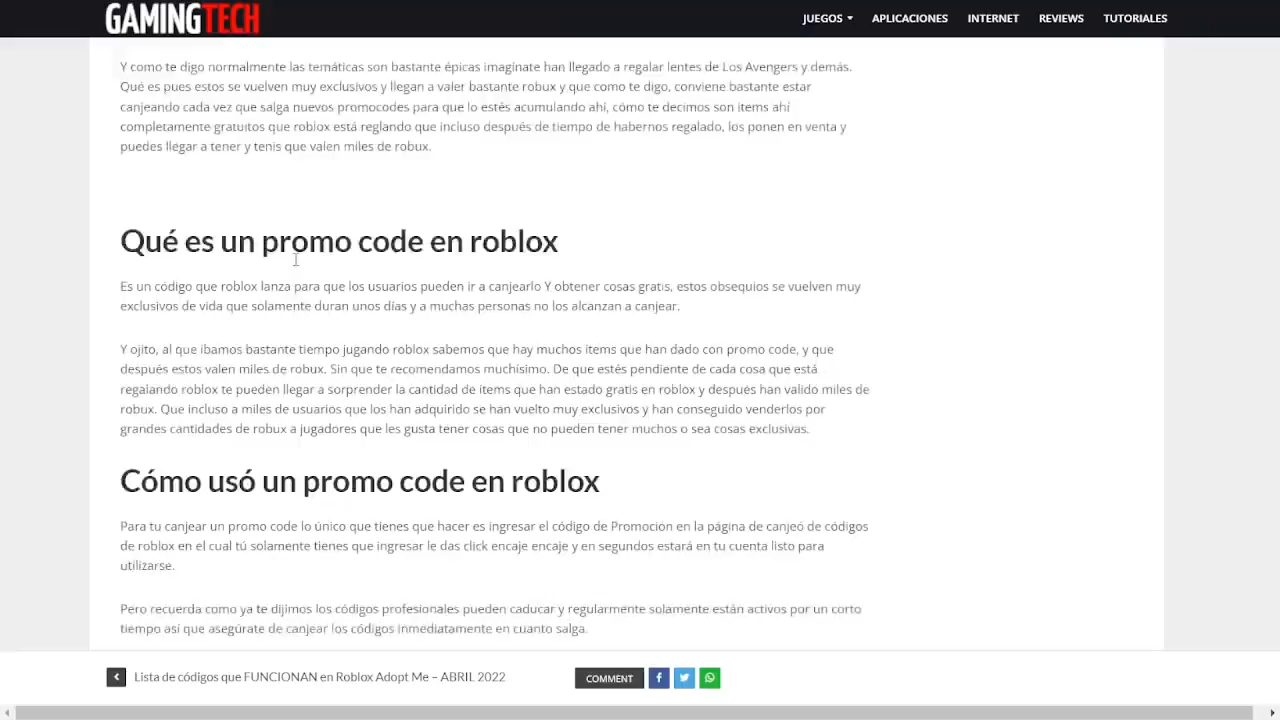 GAMINGTECH
JUEGOS APLICACIONES INTERNET REVIEWS TUTORIALES
Y como te digo normalmente las temáticas son bastante épicas imagínate han llegado a regalar lentes de Los Avengers y demás.
Qué es pues estos se vuelven muy exclusivos y llegan a valer bastante robux y que como te digo, conviene bastante estar
canjeando cada vez que salga nuevos promocodes para que lo estés acumulando ahí, cómo te decimos son items ahí
completamente gratuitos que roblox está reglando que incluso después de tiempo de habernos regalado, los ponen en venta y
puedes llegar a tener y tenis que valen miles de robux.
Qué es un promo code en roblox
Es un código que roblox lanza para que los usuarios pueden ir a canjearlo Y obtener cosas gratis, estos obsequios se vuelven muy
exclusivos de vida que solamente duran unos días y a muchas personas no los alcanzan a canjear.
Y ojito, al que ibamos bastante tiempo jugando roblox sabemos que hay muchos ítems que han dado con promo code, y que
después estos valen miles de robux. Sin que te recomendamos muchísimo. De que estés pendiente de cada cosa que está
regalando roblox te pueden llegar a sorprender la cantidad de ítems que han estado gratis en roblox y después han valido miles de
robux. Que incluso a miles de usuarios que los han adquirido se han vuelto muy exclusivos y han conseguido venderlos por
grandes cantidades de robux a jugadores que les gusta tener cosas que no pueden tener muchos o sea cosas exclusivas.
Cómo usó un promo code en roblox
Para tu canjear un promo code lo único que tienes que hacer es ingresar el código de Promoción en la página de canjeó de códigos
de roblox en el cual tú solamente tienes que ingresar le das click encaje encaje y en segundos estará en tu cuenta listo para
utilizarse.
Pero recuerda como ya te dijimos los códigos profesionales pueden caducar y regularmente solamente están activos por un corto
tiempo así que asegúrate de canjear los códigos inmediatamente en cuanto salga.
Lista de códigos que FUNCIONAN en Roblox Adopt Me – ABRIL 2022
COMMENT